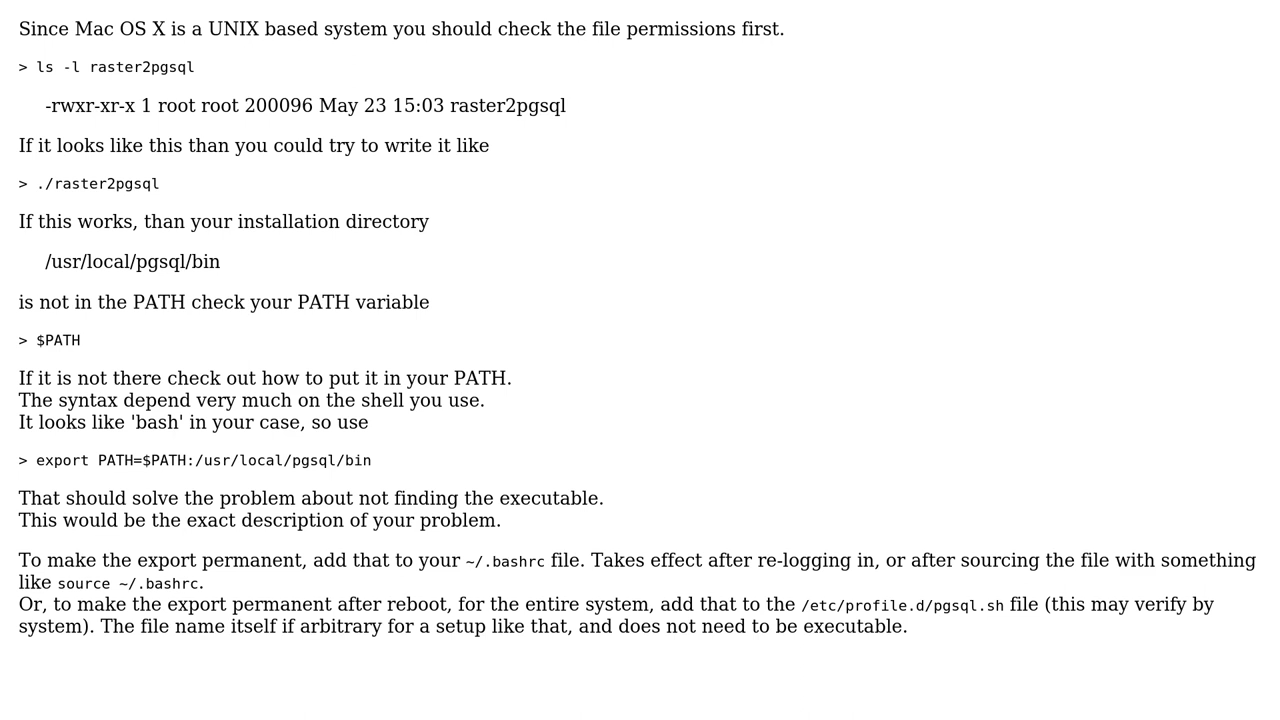 Since Mac OS X is a UNIX based system you should check the file permissions first.
> ls -l raster2pgsql
-rwxr-xr-x 1 root root 200096 May 23 15:03 raster2pgsql
If it looks like this than you could try to write it like
> ./raster2pgsql
If this works, than your installation directory
/usr/local/pgsql/bin
is not in the PATH check your PATH variable
> $PATH
If it is not there check out how to put it in your PATH.
The syntax depend very much on the shell you use.
It looks like 'bash' in your case, so use
> export PATH=$PATH:/usr/local/pgsql/bin
That should solve the problem about not finding the executable.
This would be the exact description of your problem.
To make the export permanent, add that to your ~/.bashrc file. Takes effect after re-logging in, or after sourcing the file with something
like source ~/.bashrc.
Or, to make the export permanent after reboot, for the entire system, add that to the /etc/profile.d/pgsql.sh file (this may verify by
system). The file name itself if arbitrary for a setup like that, and does not need to be executable.